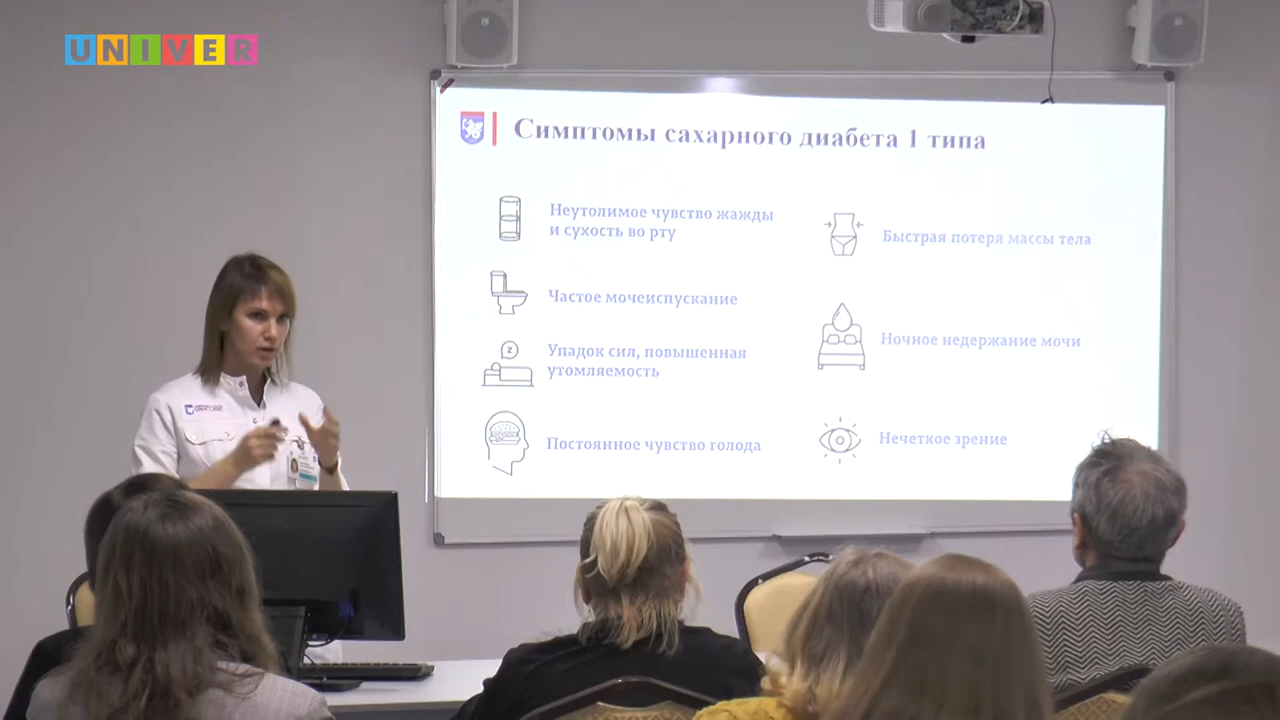 UNIVER
Симптомы сахарного диабета 1 типа
Неутолимое чувство жажды
и сухость во рту
Частое мочеиспускание
Упадок сил, повышенная
утомляемость
Постоянное чувство голода
Быстрая потеря массы тела
Ночное недержание мочи
Нечеткое зрение